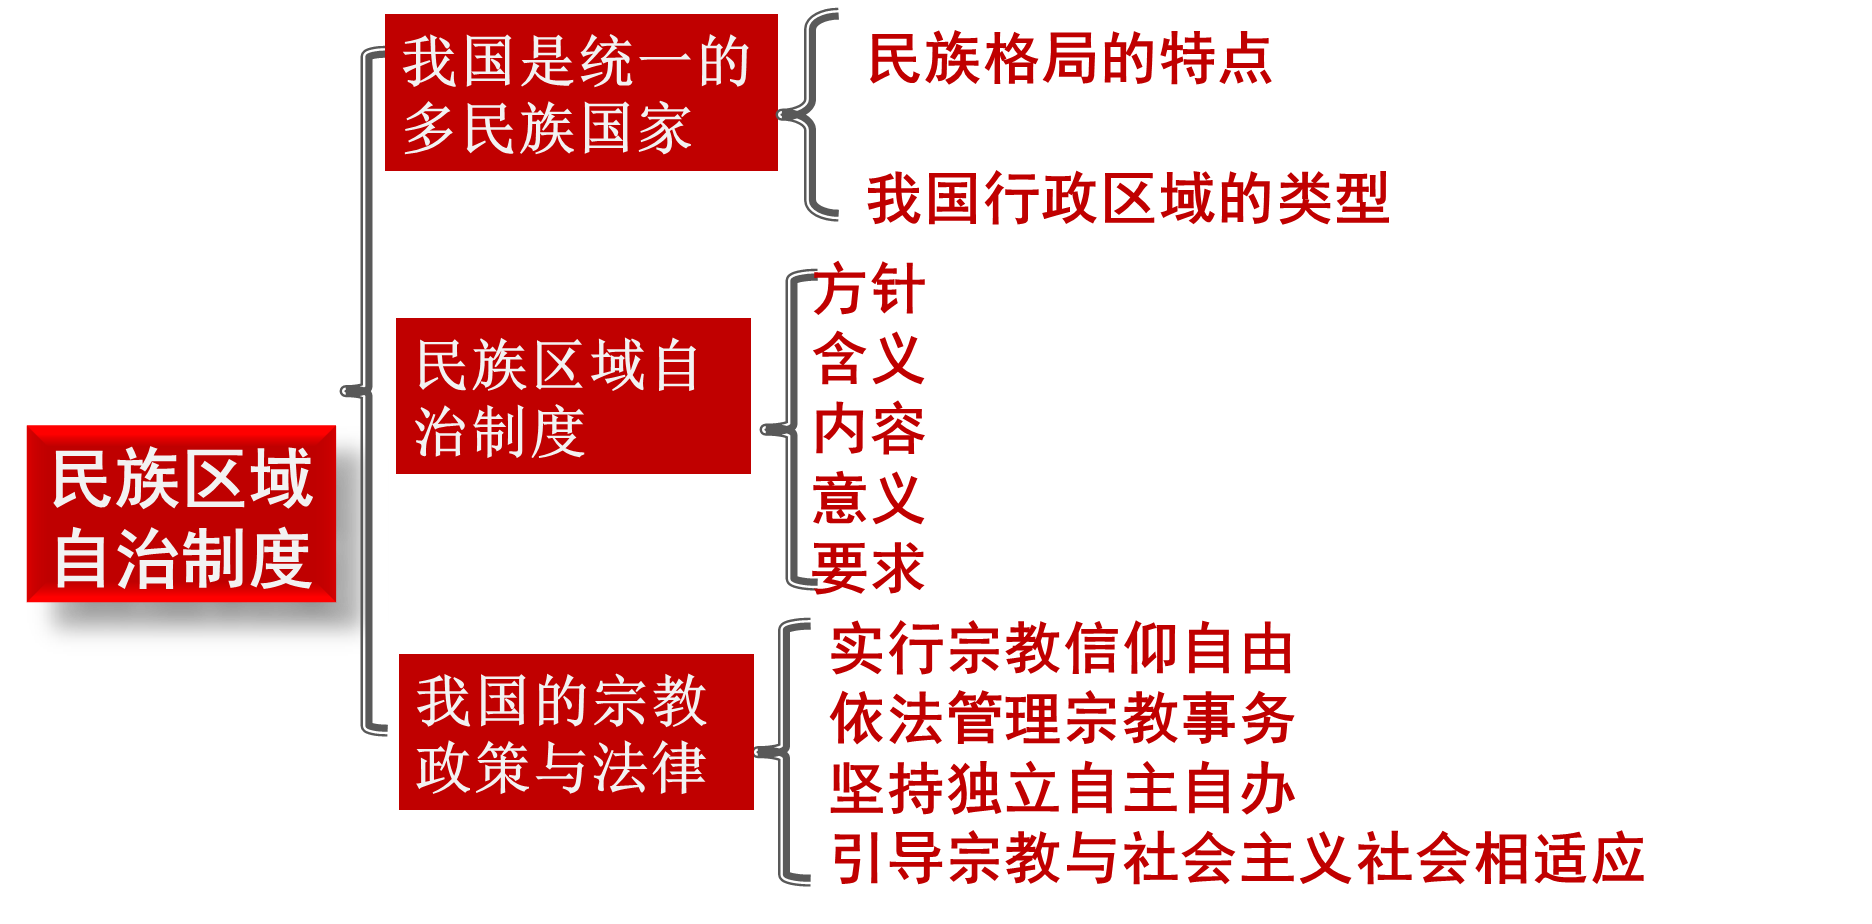 民族区域
自治制度
我国是统一的
多民族国家
民族格局的特点
我国行政区域的类型
民族区域自
治制度
方针
含义
内容
意义
要求
我国的宗教
政策与法律
实行宗教信仰自由
依法管理宗教事务
坚持独立自主自办
引导宗教与社会主义社会相适应